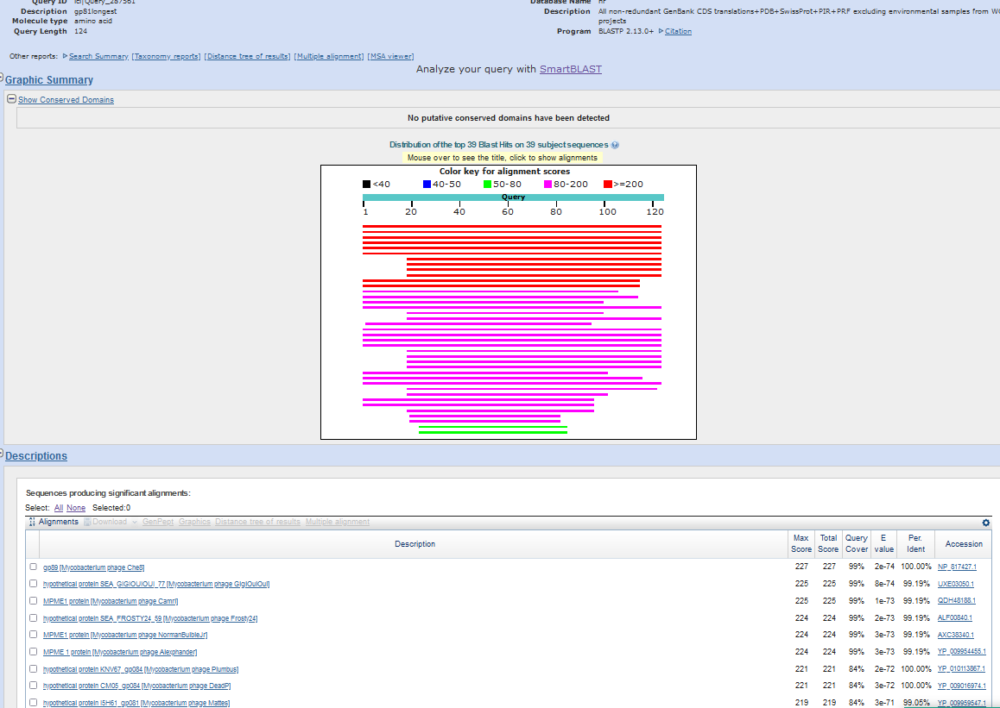 Query ID lcl|Query_287561
Description gp81longest
Molecule type amino acid
Query Length 124
Database Name nr
Description All non-redundant GenBank CDS translations+PDB+SwissProt+PIR+PRF excluding environmental samples from
projects
Program BLASTP 2.13.0+ Citation
Other reports: Search Summary [Taxonomy reports] [Distance tree of results] [Multiple alignment] [MSA viewer]
Analyze your query with SmartBLAST
Graphic Summary
Show Conserved Domains
No putative conserved domains have been detected
Distribution of the top 39 Blast Hits on 39 subject sequences
Mouse over to see the title, click to show alignments
Color key for alignment scores
<40 40-50 50-80 80-200 >=200
Query
1 20 40 60 80 100 120
Descriptions
Sequences producing significant alignments:
Select: All None Selected:0
Alignments Download GenPept Graphics Distance tree of results Multiple alignment
Description Max Score Total Score Query Cover E value Per. Ident Accession
gp89 [Mycobacterium phage Che8] 227 227 99% 2e-74 100.00% NP_817427.1
hypothetical protein SEA_GIGIOUIOUI_77 [Mycobacterium phage GigiOuiOui] 225 225 99% 8e-74 99.19% UXE03050.1
MPME1 protein [Mycobacterium phage Camri] 225 225 99% 1e-73 99.19% QDH48188.1
hypothetical protein SEA_FROSTY24_59 [Mycobacterium phage Frosty24] 224 224 99% 2e-73 99.19% ALF00840.1
MPME1 protein [Mycobacterium phage NormanBulbieJr] 224 224 99% 3e-73 99.19% AXC38340.1
MPME 1 protein [Mycobacterium phage Alexphander] 224 224 99% 3e-73 99.19% YP_009954455.1
hypothetical protein KNV67_gp084 [Mycobacterium phage Plumbus] 221 221 84% 2e-72 100.00% YP_010113867.1
hypothetical protein CM05_gp084 [Mycobacterium phage DeadP] 221 221 84% 3e-72 100.00% YP_009016974.1
hypothetical protein I5H61_gp081 [Mycobacterium phage Mattes] 219 219 84% 3e-71 99.05% YP_009959547.1